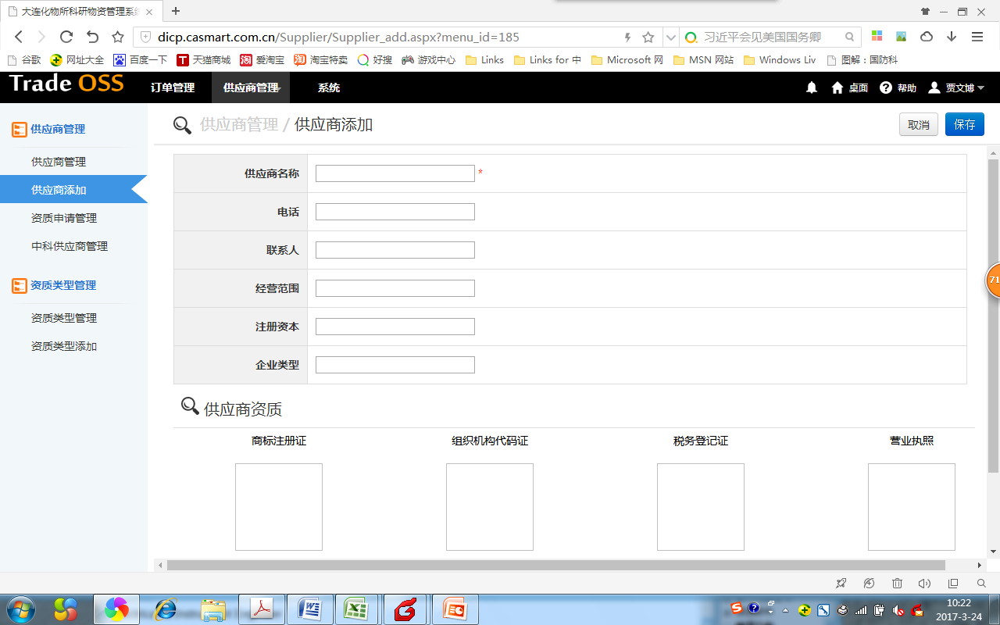 大连化物所科研物资管理系统
dicp.casmart.com.cn/Supplier/Supplier_add.aspx?menu_id=185
习近平会见美国国务卿
谷歌 网址大全 百度一下 天猫商城 爱淘宝 淘宝特卖 好搜 游戏中心 Links Links for 中 Microsoft 网 MSN 网站 Windows Liv 图解：国防科
Trade OSS 订单管理 供应商管理 系统 桌面 帮助 贾文博
供应商管理
供应商管理
供应商添加
资质申请管理
中科供应商管理
资质类型管理
资质类型管理
资质类型添加
供应商管理 / 供应商添加 取消 保存
供应商名称 *
电话
联系人
经营范围
注册资本
企业类型
71
供应商资质
商标注册证 组织机构代码证 税务登记证 营业执照
10:22
2017-3-24